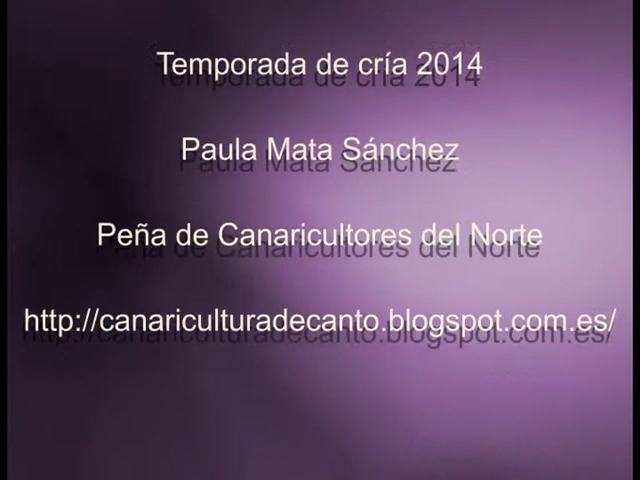 Temporada de cría 2014
Paula Mata Sánchez
Peña de Canaricultores del Norte
http://canariculturadecanto.blogspot.com.es/